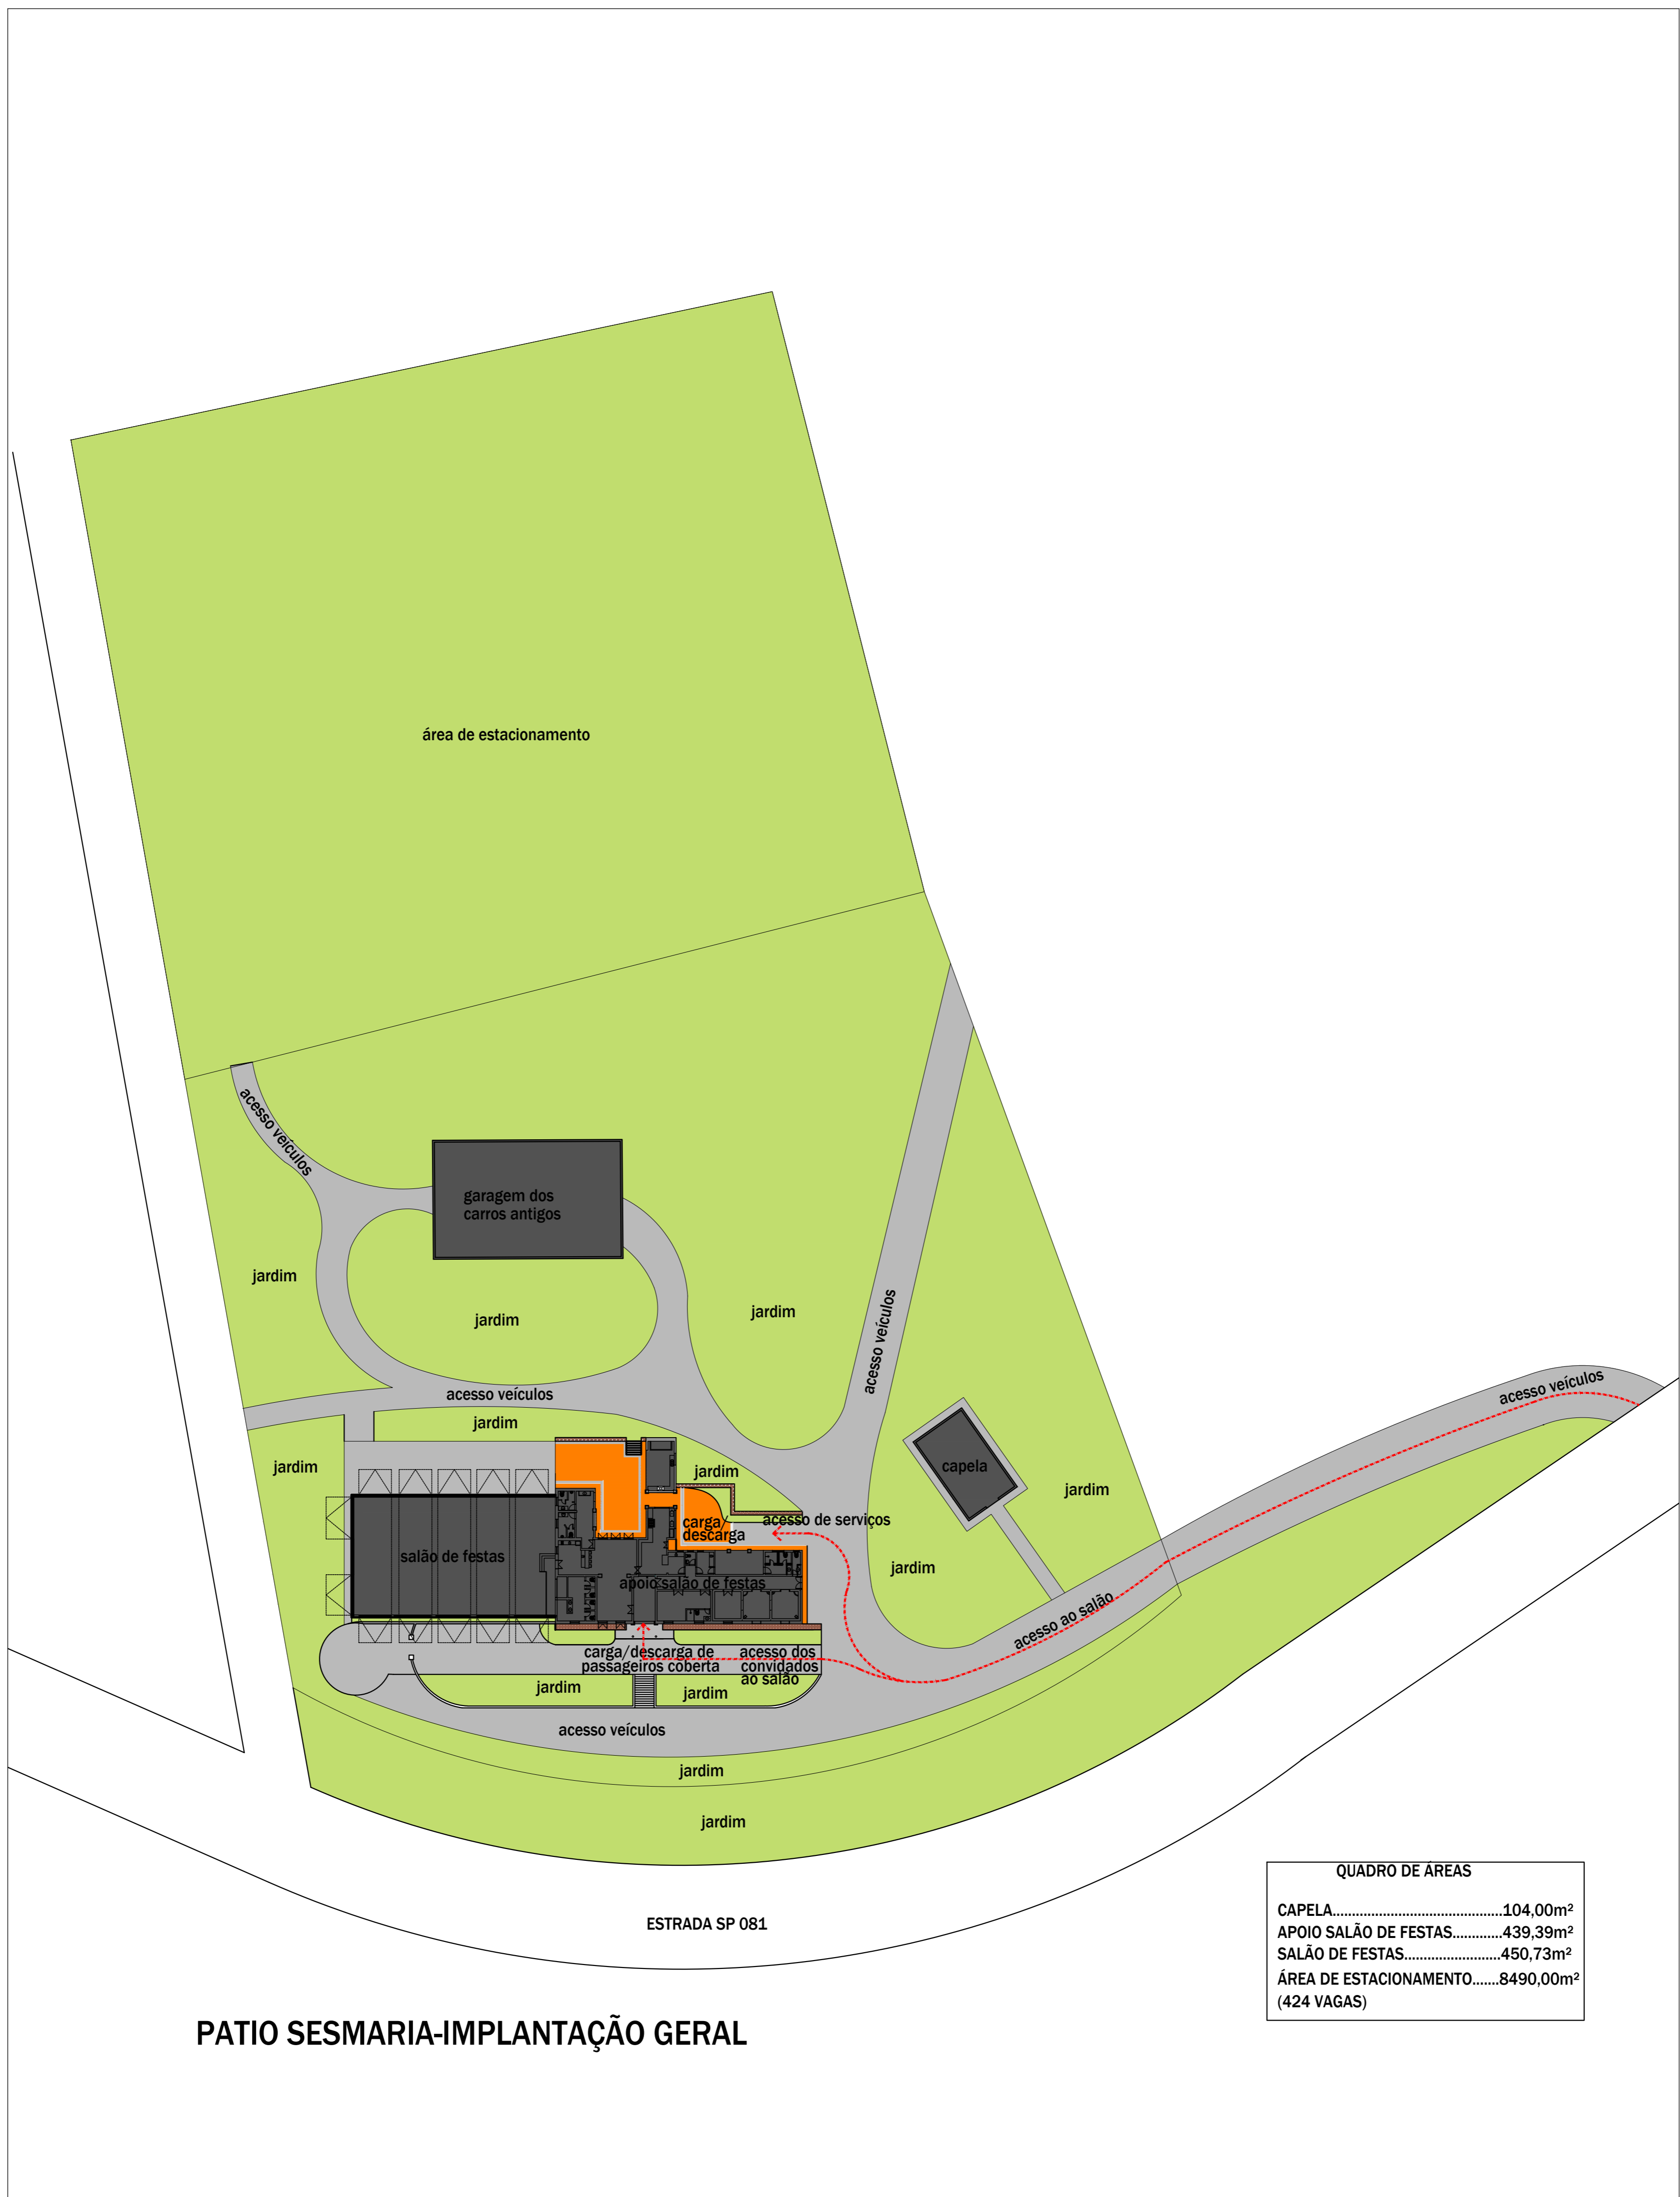 área de estacionamento
acesso veículos
garagem dos
carros antigos
jardim
jardim
jardim
acesso veículos
acesso veículos
acesso veículos
jardim
jardim
capela
jardim
jardim
acesso de serviços
carga/
descarga
salão de festas
jardim
apoio salão de festas
acesso ao salão
carga/descarga de
passageiros coberta
acesso dos
convidados
ao salão
jardim
jardim
acesso veículos
jardim
jardim
ESTRADA SP 081
QUADRO DE ÁREAS
CAPELA...........................................104,00m²
APOIO SALÃO DE FESTAS.............439,39m²
SALÃO DE FESTAS.........................450,73m²
ÁREA DE ESTACIONAMENTO.......8490,00m²
(424 VAGAS)
PATIO SESMARIA-IMPLANTAÇÃO GERAL